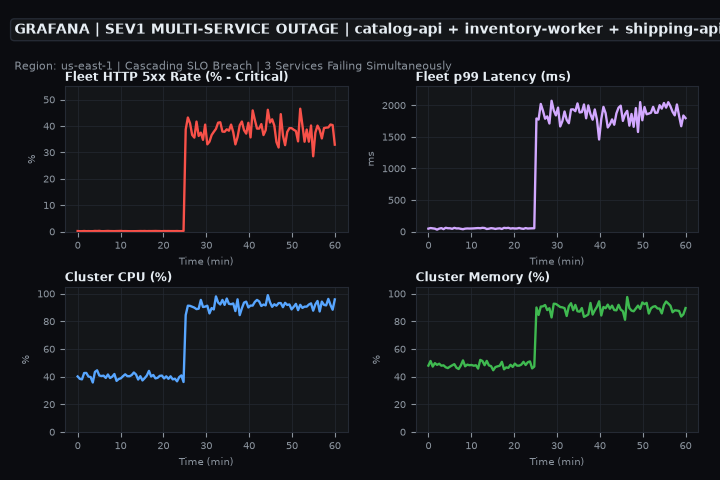 GRAFANA | SEV1 MULTI-SERVICE OUTAGE | catalog-api + inventory-worker + shipping-api
Region: us-east-1 | Cascading SLO Breach | 3 Services Failing Simultaneously
Fleet HTTP 5xx Rate (% - Critical)
50
40
30
20
10
0
%
0 10 20 30 40 50 60
Time (min)
Fleet p99 Latency (ms)
2000
1500
1000
500
0
ms
0 10 20 30 40 50 60
Time (min)
Cluster CPU (%)
100
80
60
40
20
0
%
0 10 20 30 40 50 60
Time (min)
Cluster Memory (%)
100
80
60
40
20
0
%
0 10 20 30 40 50 60
Time (min)